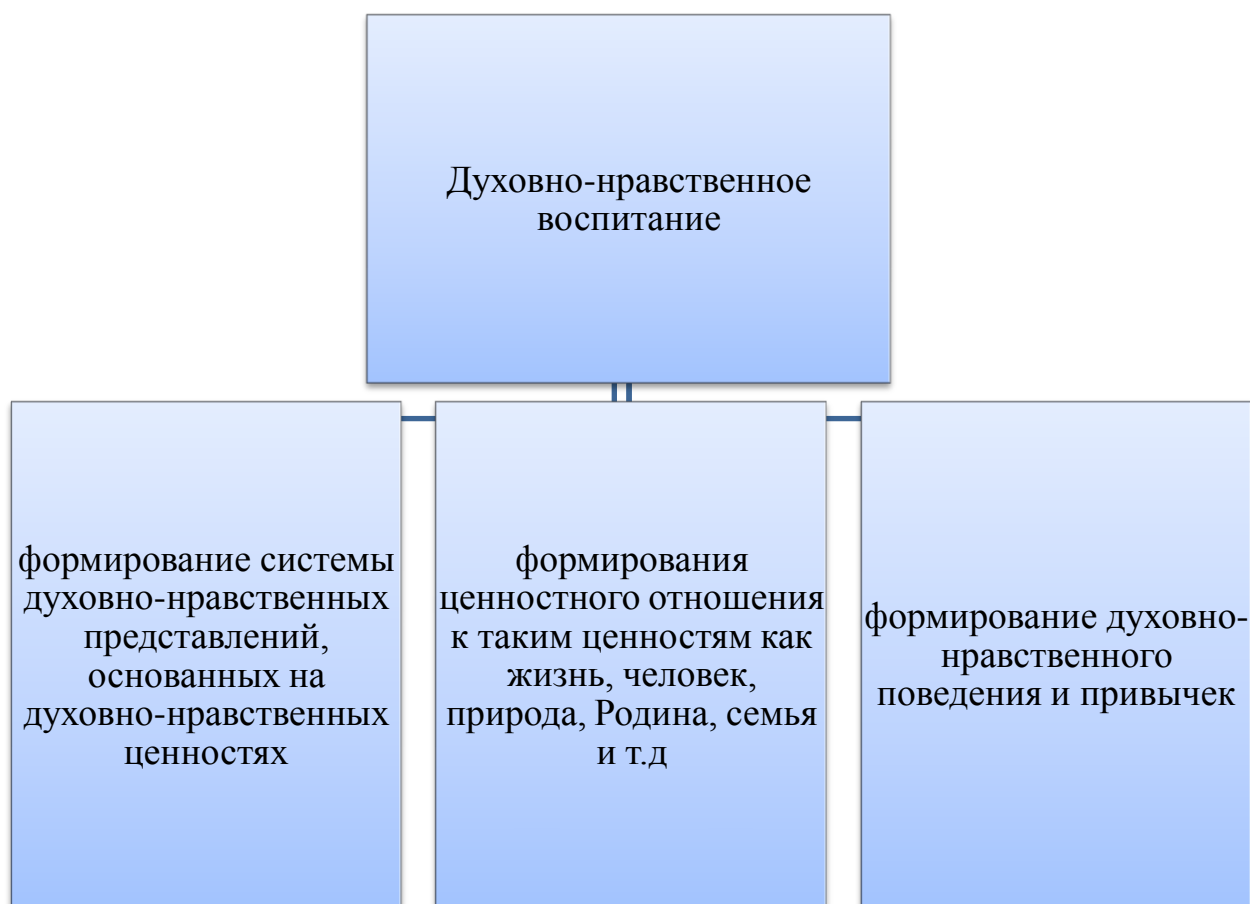 Духовно-нравственное
воспитание
формирование системы
духовно-нравственных
представлений,
основанных на
духовно-нравственных
ценностях
формирования
ценностного отношения
к таким ценностям как
жизнь, человек,
природа, Родина, семья
и т.д
формирование духовно-
нравственного
поведения и привычек